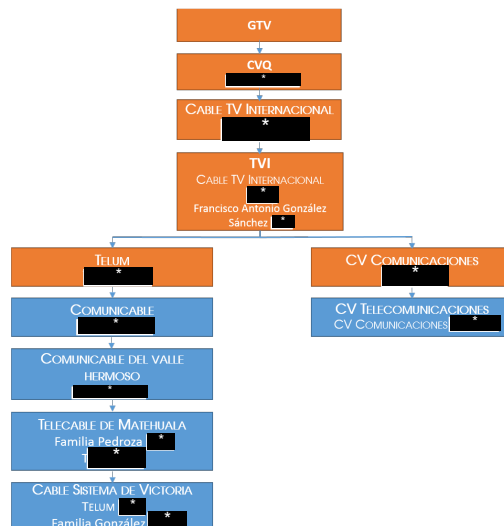 GTV
CVQ
*
CABLE TV INTERNACIONAL
*
TVI
CABLE TV INTERNACIONAL
*
Francisco Antonio González
Sánchez *
TELUM
*
CV COMUNICACIONES
*
COMUNICABLE
*
CV TELECOMUNICACIONES
CV COMUNICACIONES *
COMUNICABLE DEL VALLE
HERMOSO
*
TELECABLE DE MATEHUALA
Familia Pedroza *
*
CABLE SISTEMA DE VICTORIA
TELUM *
Familia González *